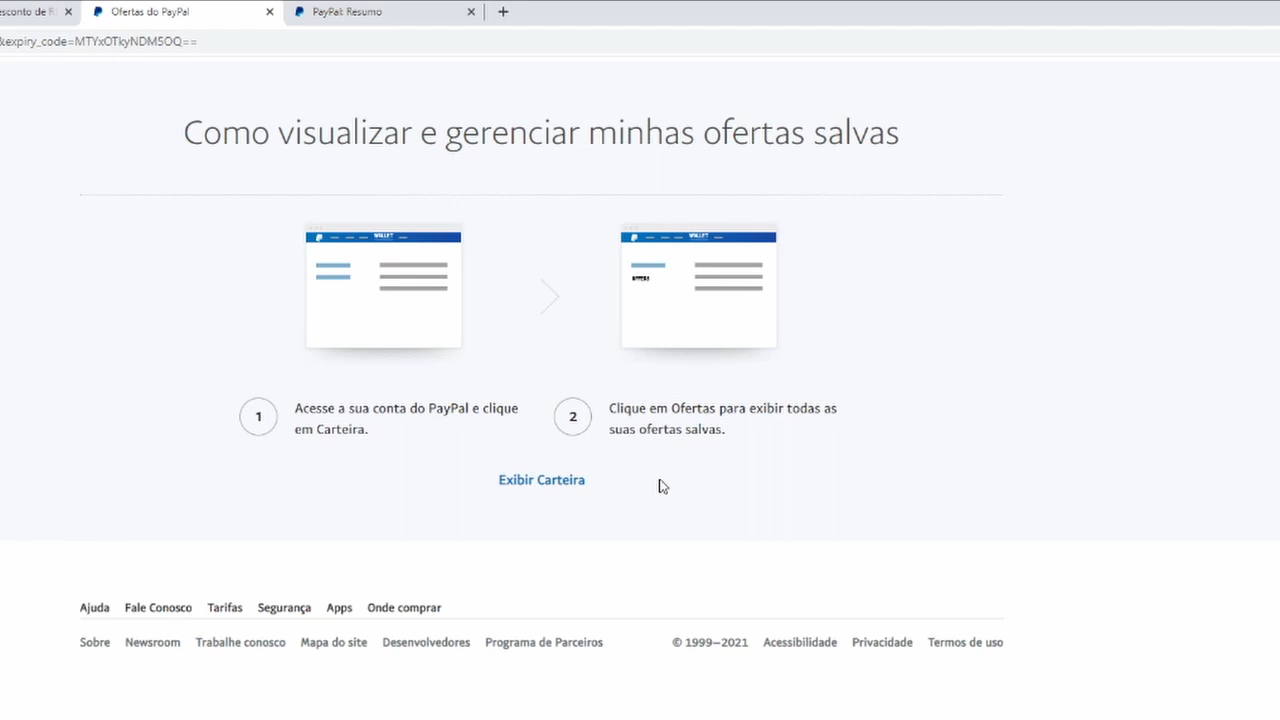 esconto de R
Ofertas do PayPal
PayPal: Resumo
&expiry_code=MTYxOTkyNDM5OQ==
Como visualizar e gerenciar minhas ofertas salvas
WALLET
WALLET
OFFERS
1
Acesse a sua conta do PayPal e clique
em Carteira.
2
Clique em Ofertas para exibir todas as
suas ofertas salvas.
Exibir Carteira
Ajuda Fale Conosco Tarifas Segurança Apps Onde comprar
Sobre Newsroom Trabalhe conosco Mapa do site Desenvolvedores Programa de Parceiros © 1999–2021 Acessibilidade Privacidade Termos de uso